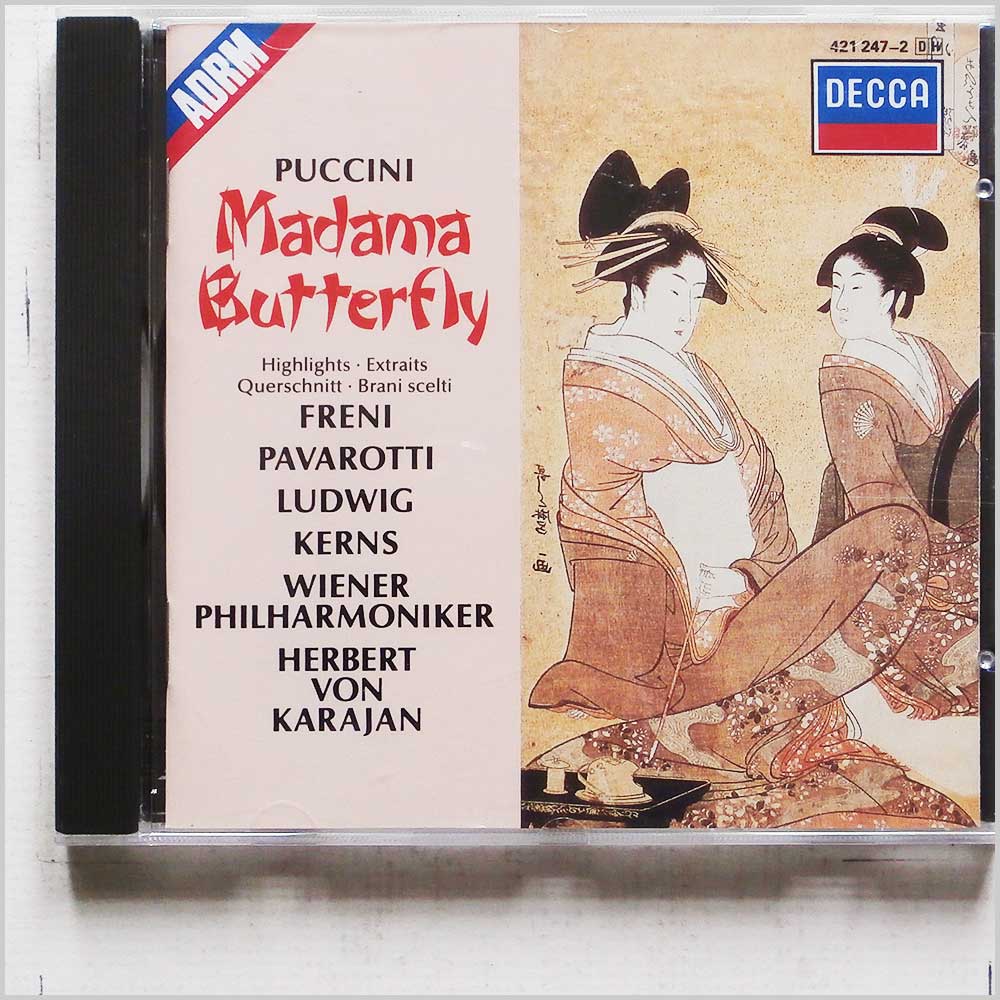 ADRM
421 247–2
DECCA
PUCCINI
Madama
Butterfly
Highlights · Extraits
Querschnitt · Brani scelti
FRENI
PAVAROTTI
LUDWIG
KERNS
WIENER
PHILHARMONIKER
HERBERT
VON
KARAJAN